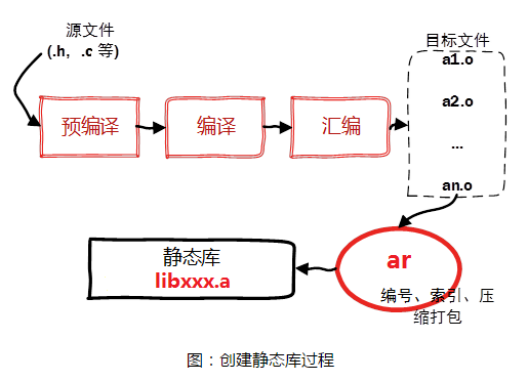 源文件
(.h，.c 等)
预编译
编译
汇编
目标文件
a1.o
a2.o
...
an.o
ar
编号、索引、压
缩打包
静态库
libxxx.a
图：创建静态库过程